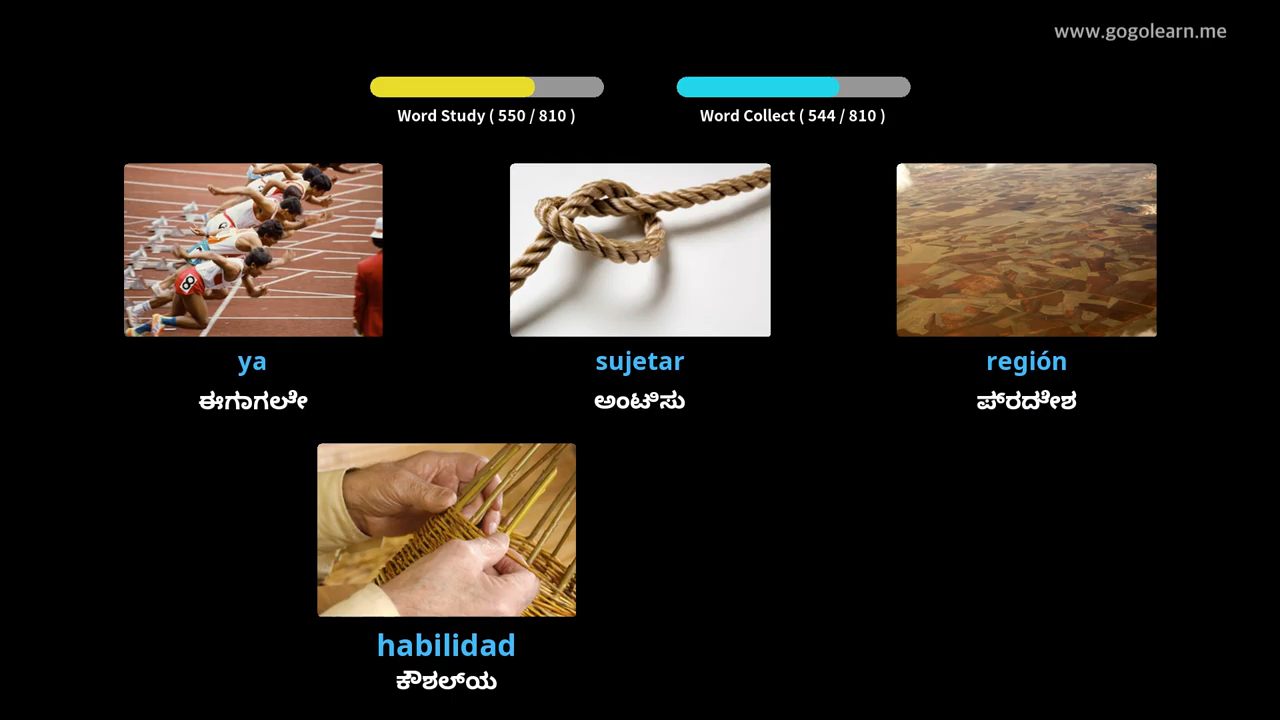 www.gogolearn.me
Word Study ( 550 / 810 )
Word Collect ( 544 / 810 )
ya
ಈಗಾಗಲೇ
sujetar
ಅಂಟಿಸು
región
ಪ್ರದೇಶ
habilidad
ಕೌಶಲ್ಯ